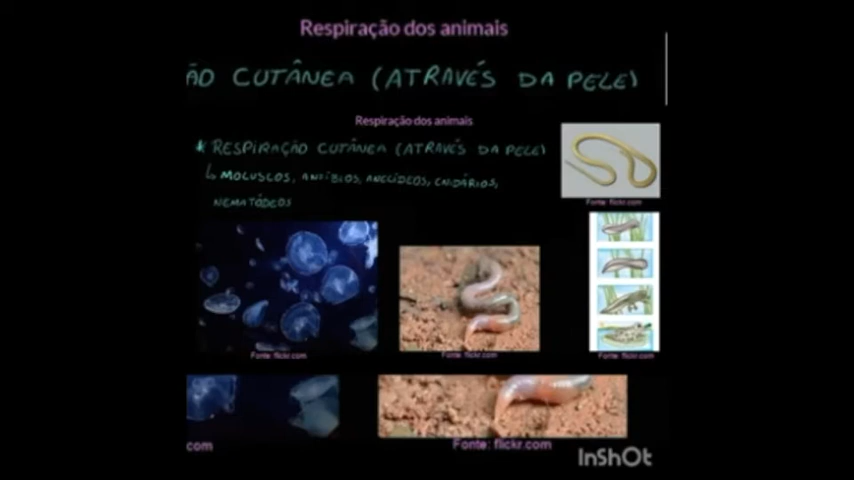 Respiração dos animais
ÃO CUTÂNEA (ATRAVÉS DA PELE)
Respiração dos animais
* RESPIRAÇÃO CUTÂNEA (ATRAVÉS DA PELE)
↳ MOLUSCOS, ANFÍBIOS, ANELÍDEOS, CNIDÁRIOS,
NEMATÓDEOS
Fonte: flickr.com
Fonte: flickr.com
Fonte: flickr.com
Fonte: flickr.com
com
Fonte: flickr.com
InShOt